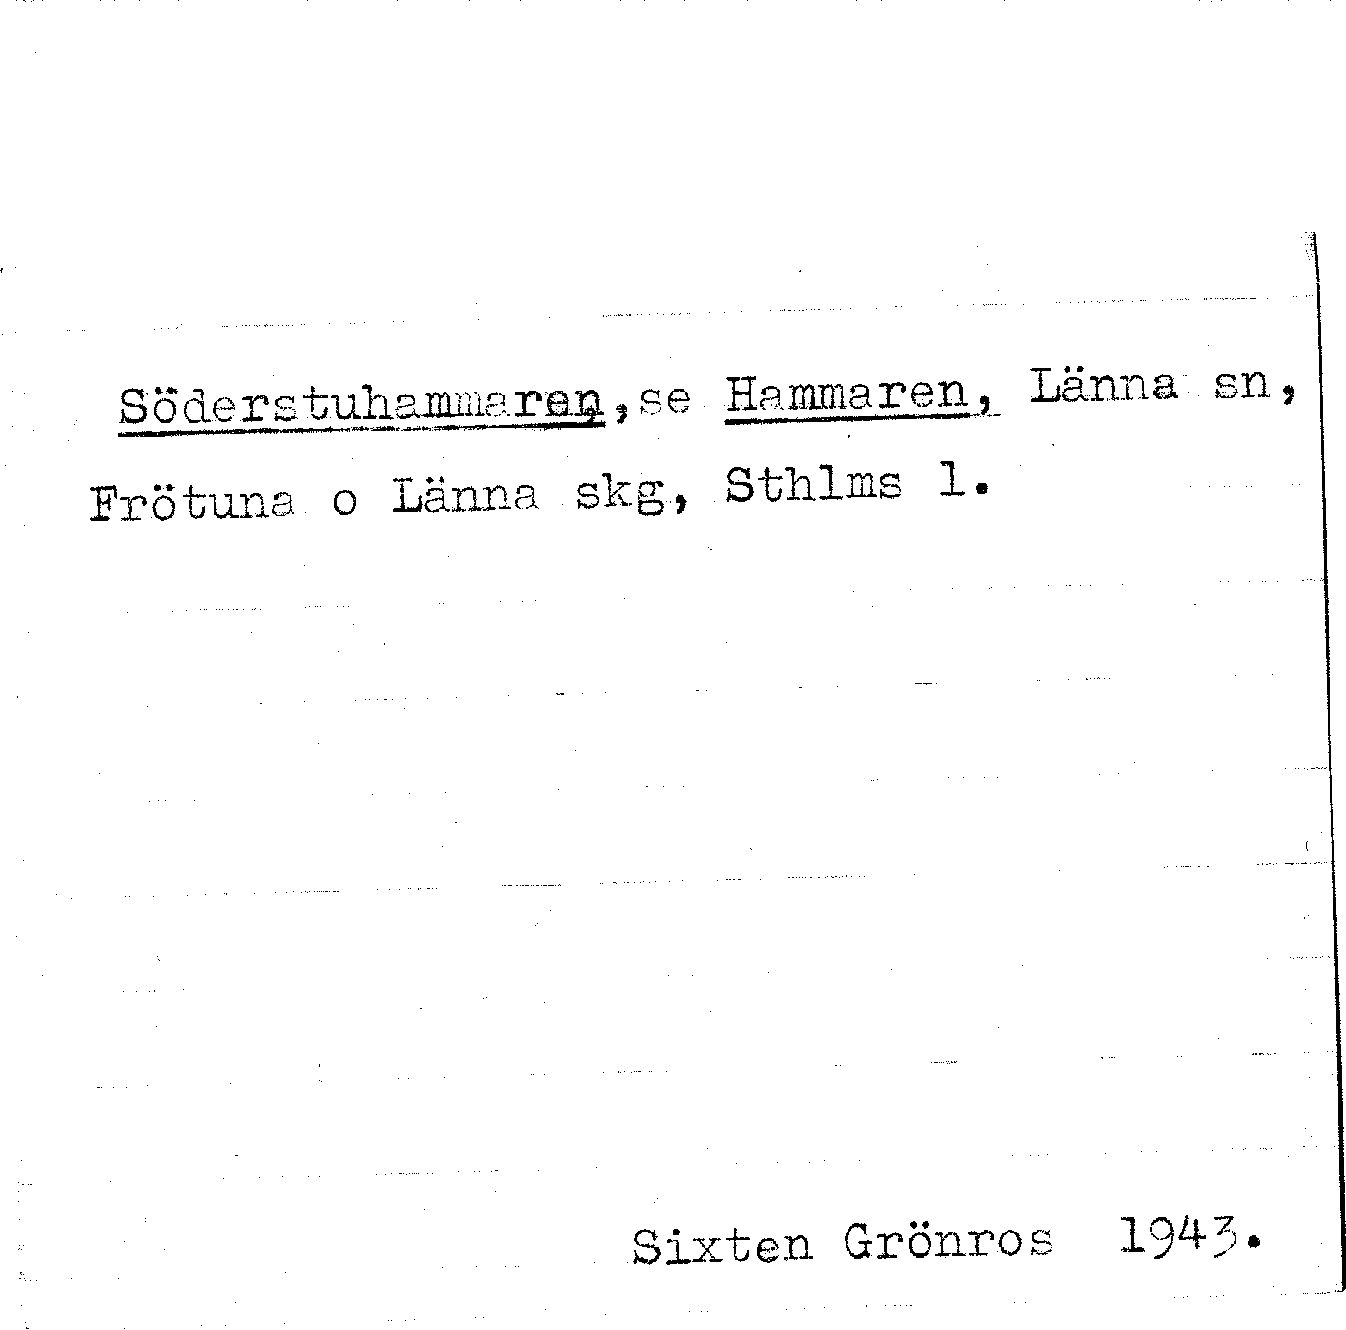 Söderstuhammaren, se Hammaren, Länna sn,
Frötuna o Länna skg, Sthlms l.
Sixten Grönros 1943.